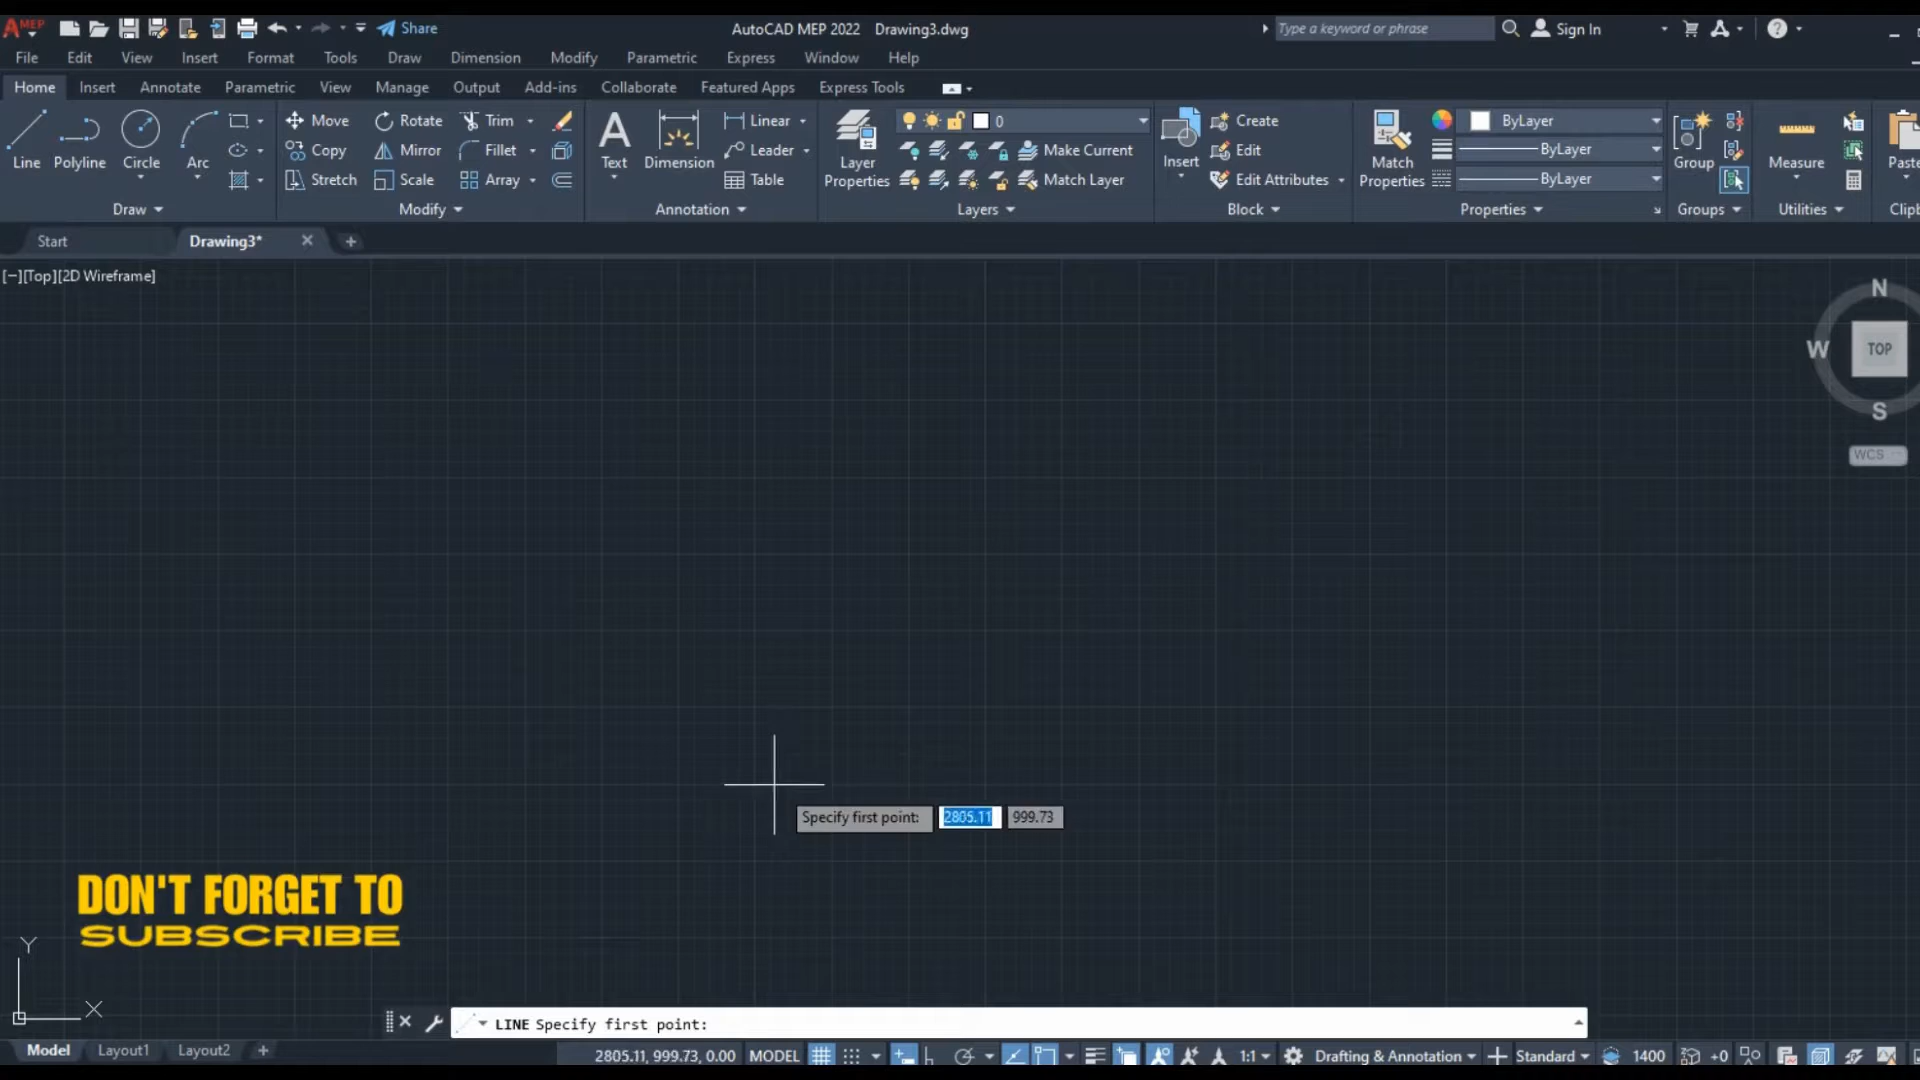 MEP
Share
AutoCAD MEP 2022 Drawing3.dwg
Type a keyword or phrase
Sign In
File Edit View Insert Format Tools Draw Dimension Modify Parametric Express Window Help
Home Insert Annotate Parametric View Manage Output Add-ins Collaborate Featured Apps Express Tools
Line Polyline Circle Arc
Draw
Move Rotate Trim
Copy Mirror Fillet
Stretch Scale Array
Modify
Text Dimension
Linear
Leader
Table
Annotation
Layer
Properties
0
Make Current
Match Layer
Layers
Insert
Create
Edit
Edit Attributes
Block
Match
Properties
ByLayer
ByLayer
ByLayer
Properties
Group
Groups
Measure
Utilities
Paste
Clipb
Start Drawing3*
[−][Top][2D Wireframe]
N
W TOP
S
WCS
Specify first point: 2805.11 999.73
DON'T FORGET TO
SUBSCRIBE
Y
X
LINE Specify first point:
Model Layout1 Layout2
2805.11, 999.73, 0.00 MODEL 1:1 Drafting & Annotation Standard 1400 +0